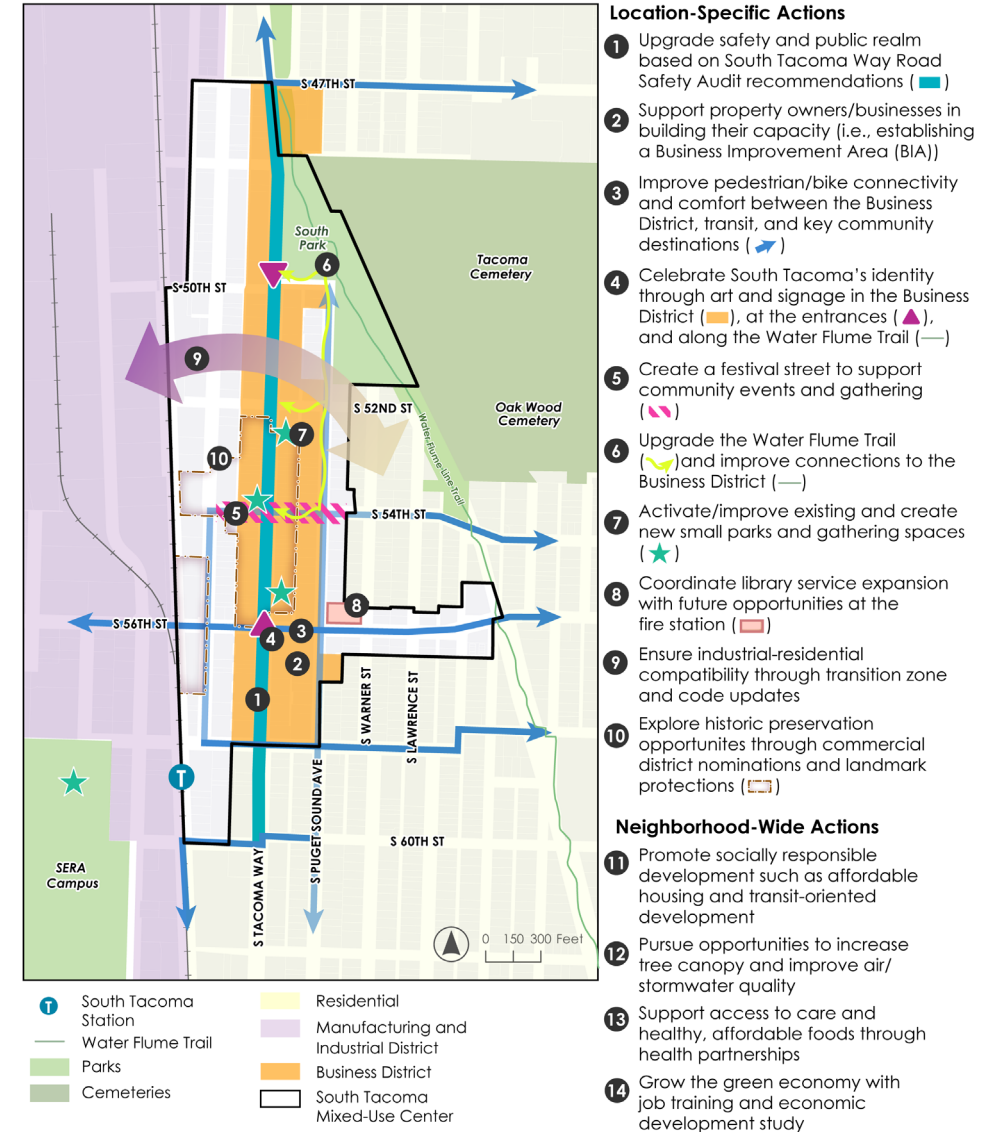 Location-Specific Actions
1 Upgrade safety and public realm
based on South Tacoma Way Road
Safety Audit recommendations ( )
2 Support property owners/businesses in
building their capacity (i.e., establishing
a Business Improvement Area (BIA))
3 Improve pedestrian/bike connectivity
and comfort between the Business
District, transit, and key community
destinations ( )
4 Celebrate South Tacoma's identity
through art and signage in the Business
District ( ), at the entrances ( ),
and along the Water Flume Trail ( )
5 Create a festival street to support
community events and gathering
( )
6 Upgrade the Water Flume Trail
( )and improve connections to the
Business District ( )
7 Activate/improve existing and create
new small parks and gathering spaces
( )
8 Coordinate library service expansion
with future opportunities at the
fire station ( )
9 Ensure industrial-residential
compatibility through transition zone
and code updates
10 Explore historic preservation
opportunites through commercial
district nominations and landmark
protections ( )
Neighborhood-Wide Actions
11 Promote socially responsible
development such as affordable
housing and transit-oriented
development
12 Pursue opportunities to increase
tree canopy and improve air/
stormwater quality
13 Support access to care and
healthy, affordable foods through
health partnerships
14 Grow the green economy with
job training and economic
development study
S 47TH ST
South
Park
6
Tacoma
Cemetery
S 50TH ST
9
S 52ND ST
Oak Wood
Cemetery
Water-Flume-Line-Trail
7
10
5
S 54TH ST
8
S 56TH ST
3
4
2
1
S WARNER ST
S LAWRENCE ST
T
S PUGET SOUND AVE
S 60TH ST
S TACOMA WAY
SERA
Campus
0 150 300 Feet
T South Tacoma
Station
Water Flume Trail
Parks
Cemeteries
Residential
Manufacturing and
Industrial District
Business District
South Tacoma
Mixed-Use Center